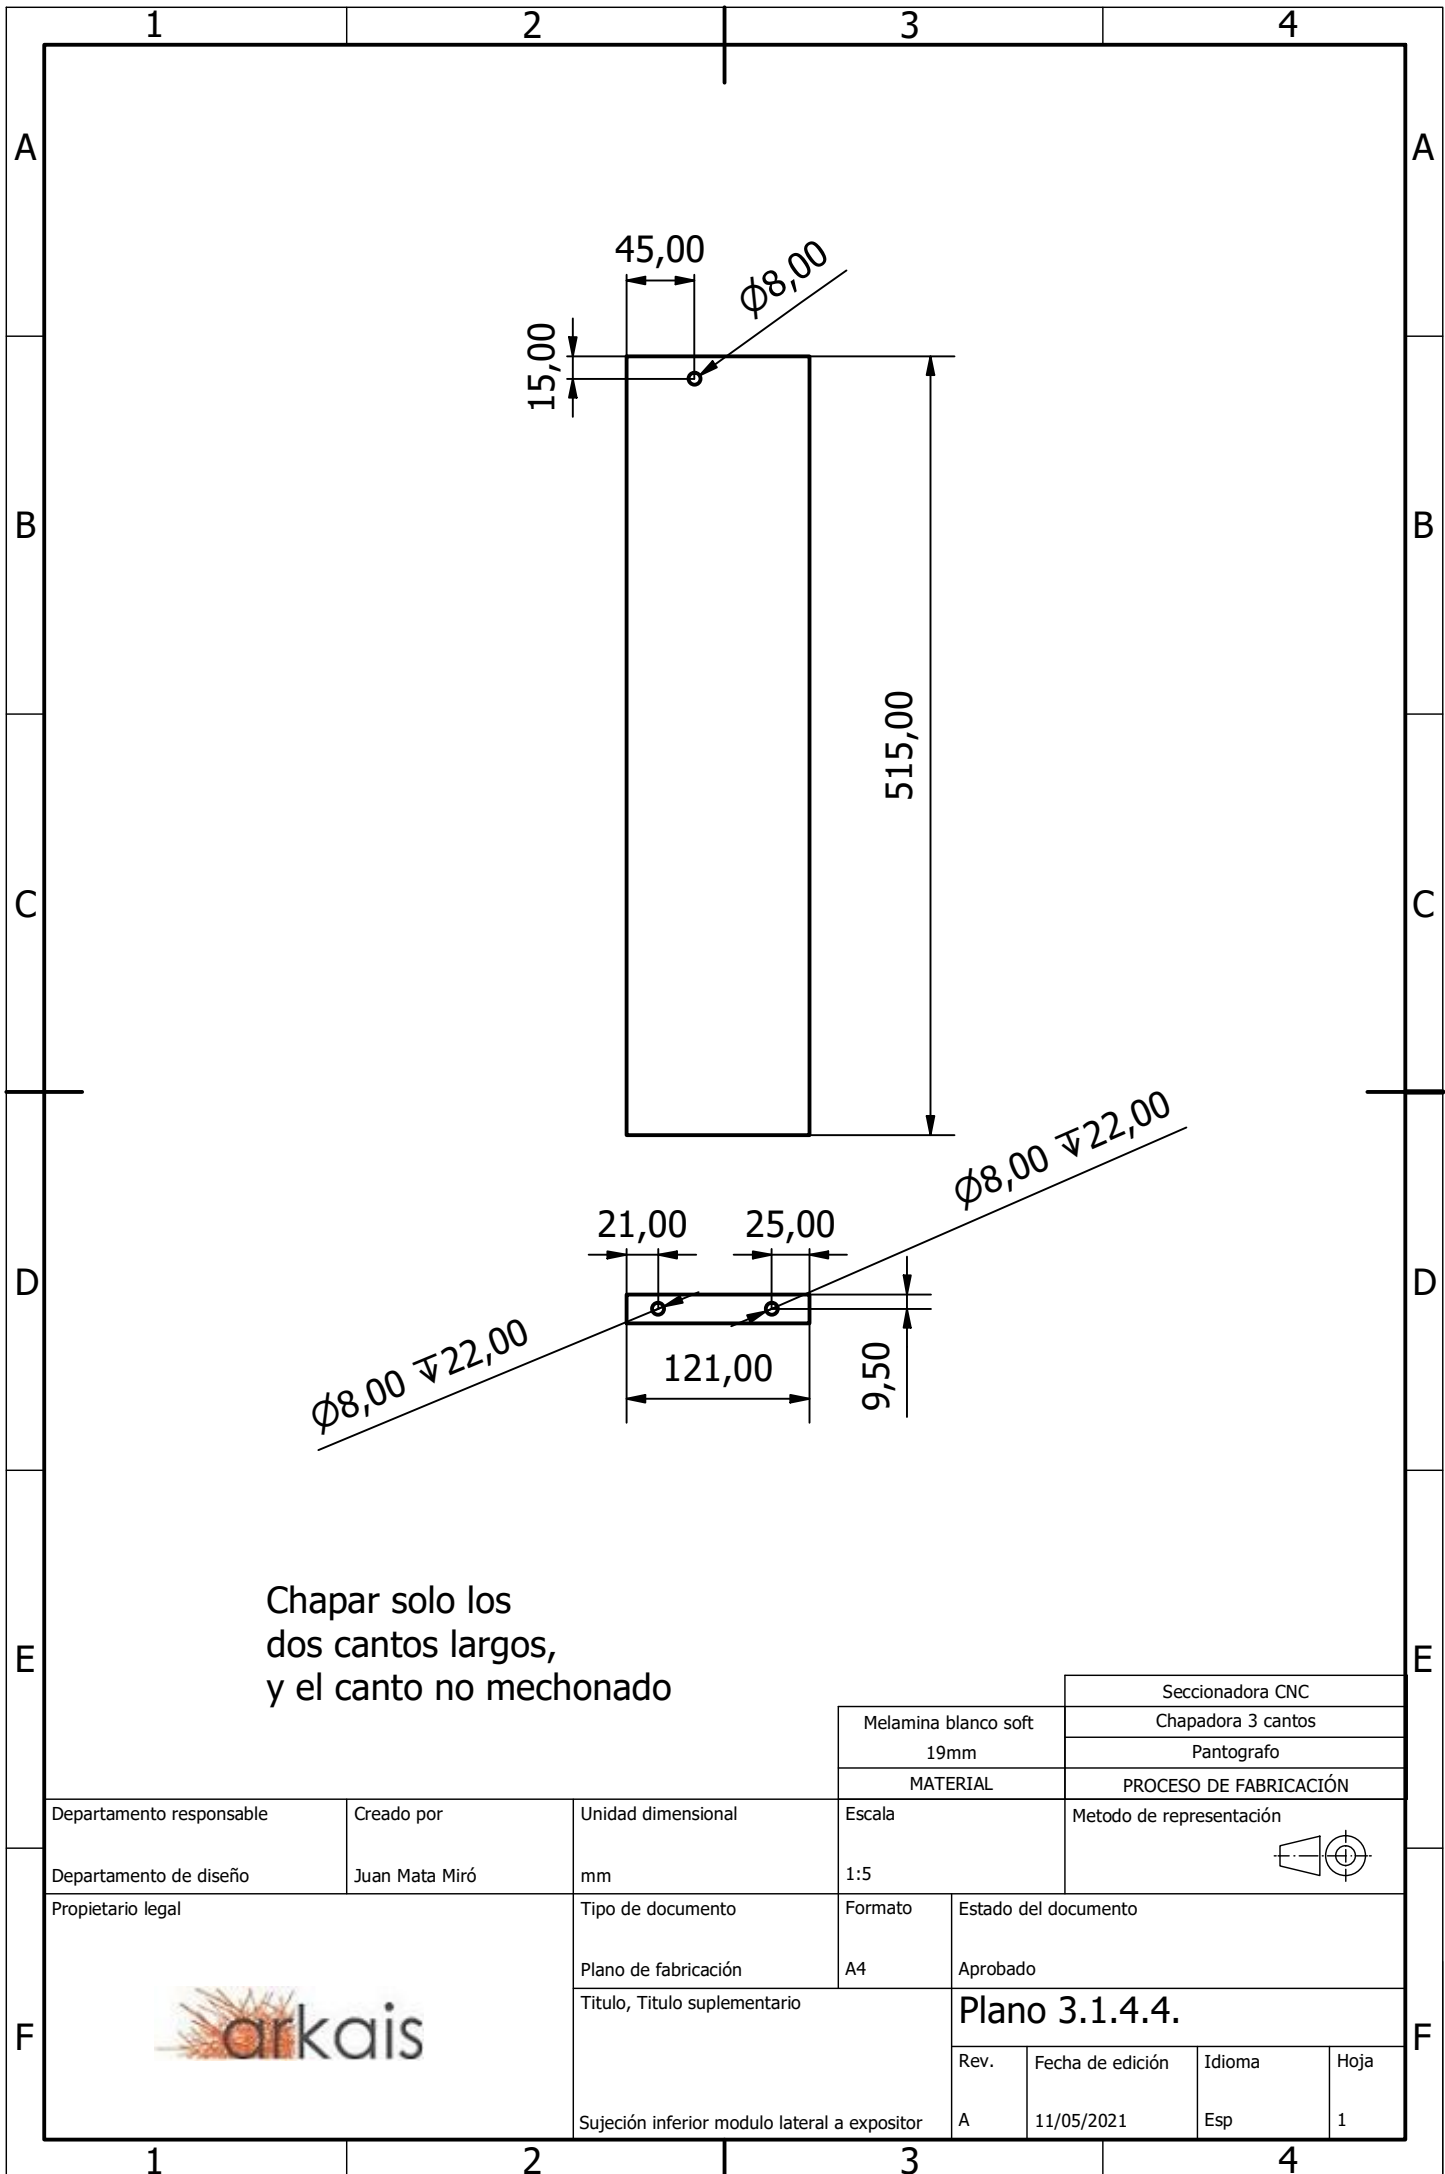 1 2 3 4
A A
45,00
Ø8,00
15,00
B B
515,00
C C
Ø8,00 ↧22,00
21,00 25,00
D D
Ø8,00 ↧22,00
121,00
9,50
Chapar solo los
dos cantos largos,
y el canto no mechonado
E E
Seccionadora CNC
Melamina blanco soft
Chapadora 3 cantos
19mm
Pantografo
MATERIAL
PROCESO DE FABRICACIÓN
Departamento responsable
Departamento de diseño
Creado por
Juan Mata Miró
Unidad dimensional
mm
Escala
1:5
Metodo de representación
Propietario legal
arkais
Tipo de documento
Plano de fabricación
Formato
A4
Estado del documento
Aprobado
Titulo, Titulo suplementario
Sujeción inferior modulo lateral a expositor
Plano 3.1.4.4.
F F
Rev.
A
Fecha de edición
11/05/2021
Idioma
Esp
Hoja
1
1 2 3 4